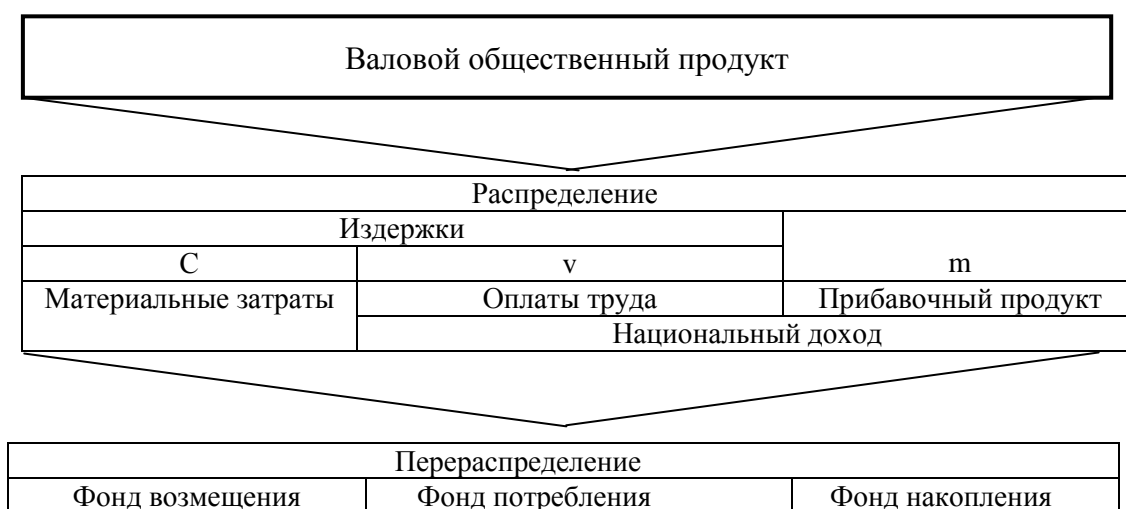 Валовой общественный продукт
Распределение
Издержки
C v m
Материальные затраты Оплаты труда Прибавочный продукт
Национальный доход
Перераспределение
Фонд возмещения Фонд потребления Фонд накопления